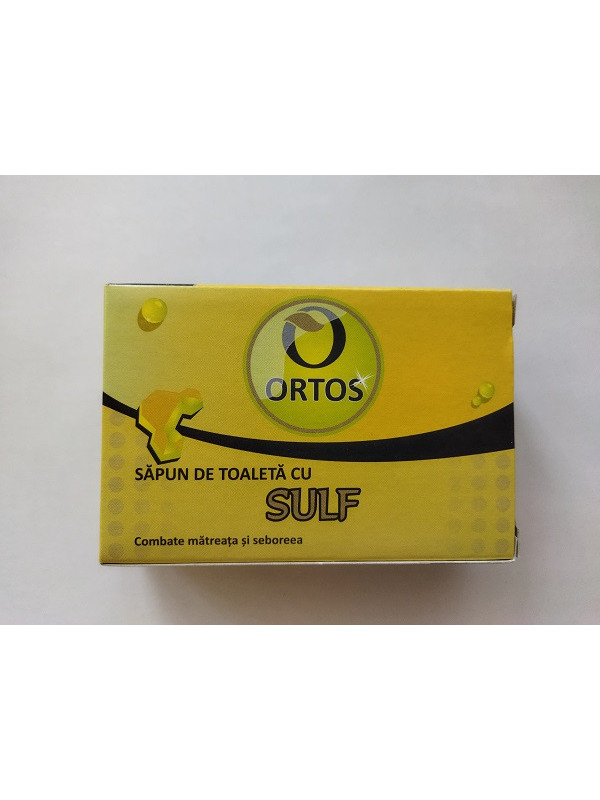 ORTOS
SĂPUN DE TOALETĂ CU
SULF
Combate mătreața și seboreea